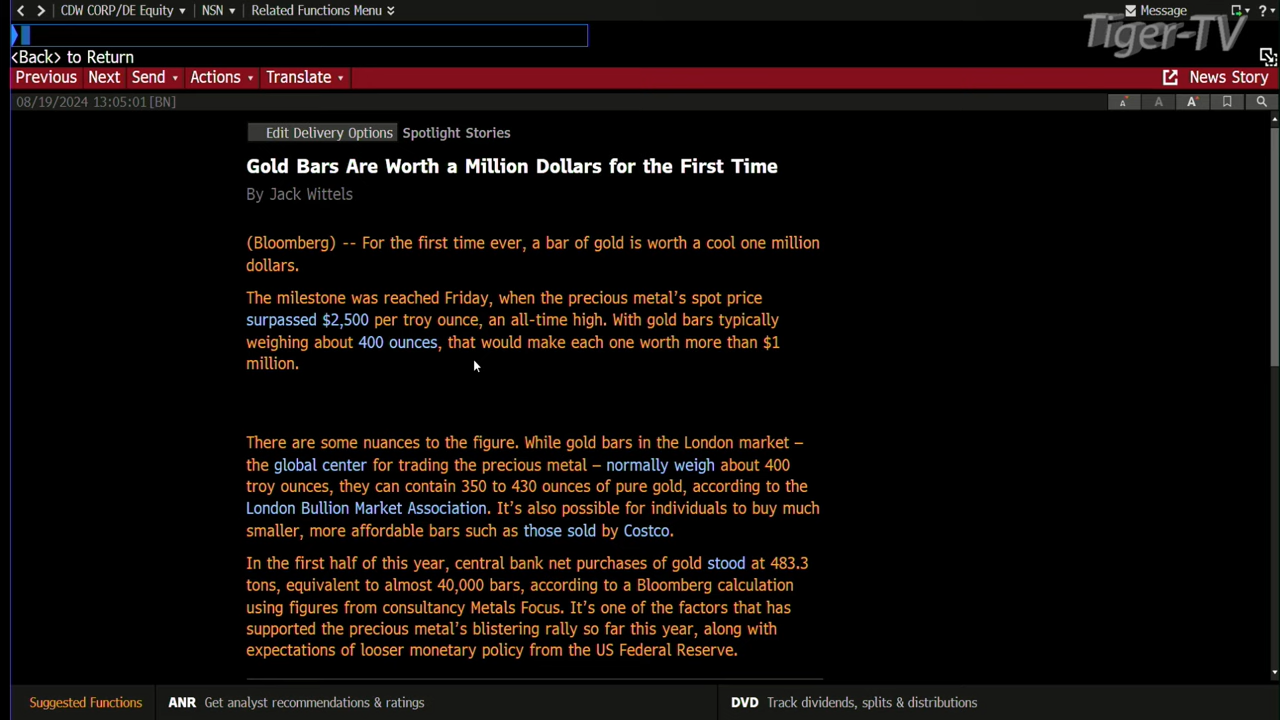 CDW CORP/DE Equity NSN Related Functions Menu Message ?
Tiger-TV
<Back> to Return
Previous Next Send Actions Translate News Story
08/19/2024 13:05:01[BN] A A A
Edit Delivery Options Spotlight Stories
Gold Bars Are Worth a Million Dollars for the First Time
By Jack Wittels
(Bloomberg) -- For the first time ever, a bar of gold is worth a cool one million
dollars.
The milestone was reached Friday, when the precious metal's spot price
surpassed $2,500 per troy ounce, an all-time high. With gold bars typically
weighing about 400 ounces, that would make each one worth more than $1
million.
There are some nuances to the figure. While gold bars in the London market –
the global center for trading the precious metal – normally weigh about 400
troy ounces, they can contain 350 to 430 ounces of pure gold, according to the
London Bullion Market Association. It's also possible for individuals to buy much
smaller, more affordable bars such as those sold by Costco.
In the first half of this year, central bank net purchases of gold stood at 483.3
tons, equivalent to almost 40,000 bars, according to a Bloomberg calculation
using figures from consultancy Metals Focus. It's one of the factors that has
supported the precious metal's blistering rally so far this year, along with
expectations of looser monetary policy from the US Federal Reserve.
Suggested Functions ANR Get analyst recommendations & ratings DVD Track dividends, splits & distributions